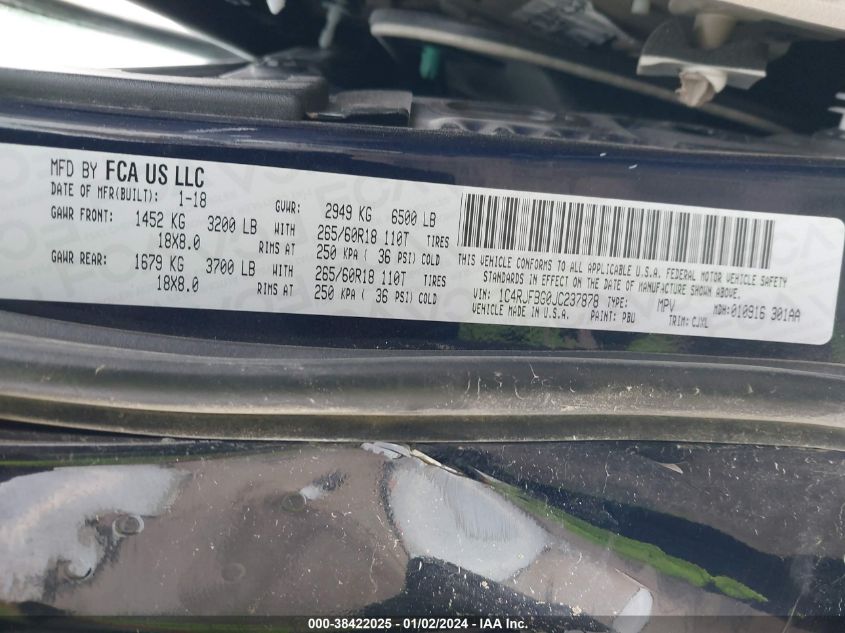 MFD BY FCA US LLC
DATE OF MFR(BUILT): 1-18 GVWR: 2949 KG 6500 LB
GAWR FRONT: 1452 KG 3200 LB WITH 265/60R18 110T TIRES
18X8.0 RIMS AT 250 KPA ( 36 PSI) COLD
GAWR REAR: 1679 KG 3700 LB WITH 265/60R18 110T TIRES
18X8.0 RIMS AT 250 KPA ( 36 PSI) COLD
THIS VEHICLE CONFORMS TO ALL APPLICABLE U.S.A. FEDERAL MOTOR VEHICLE SAFETY
STANDARDS IN EFFECT ON THE DATE OF MANUFACTURE SHOWN ABOVE.
VIN: 1C4RJFBG0JC237878 TYPE: MPV MDH: 010916 301AA
VEHICLE MADE IN U.S.A. PAINT: PBU TRIM: CJXL
000-38422025 - 01/02/2024 - IAA Inc.